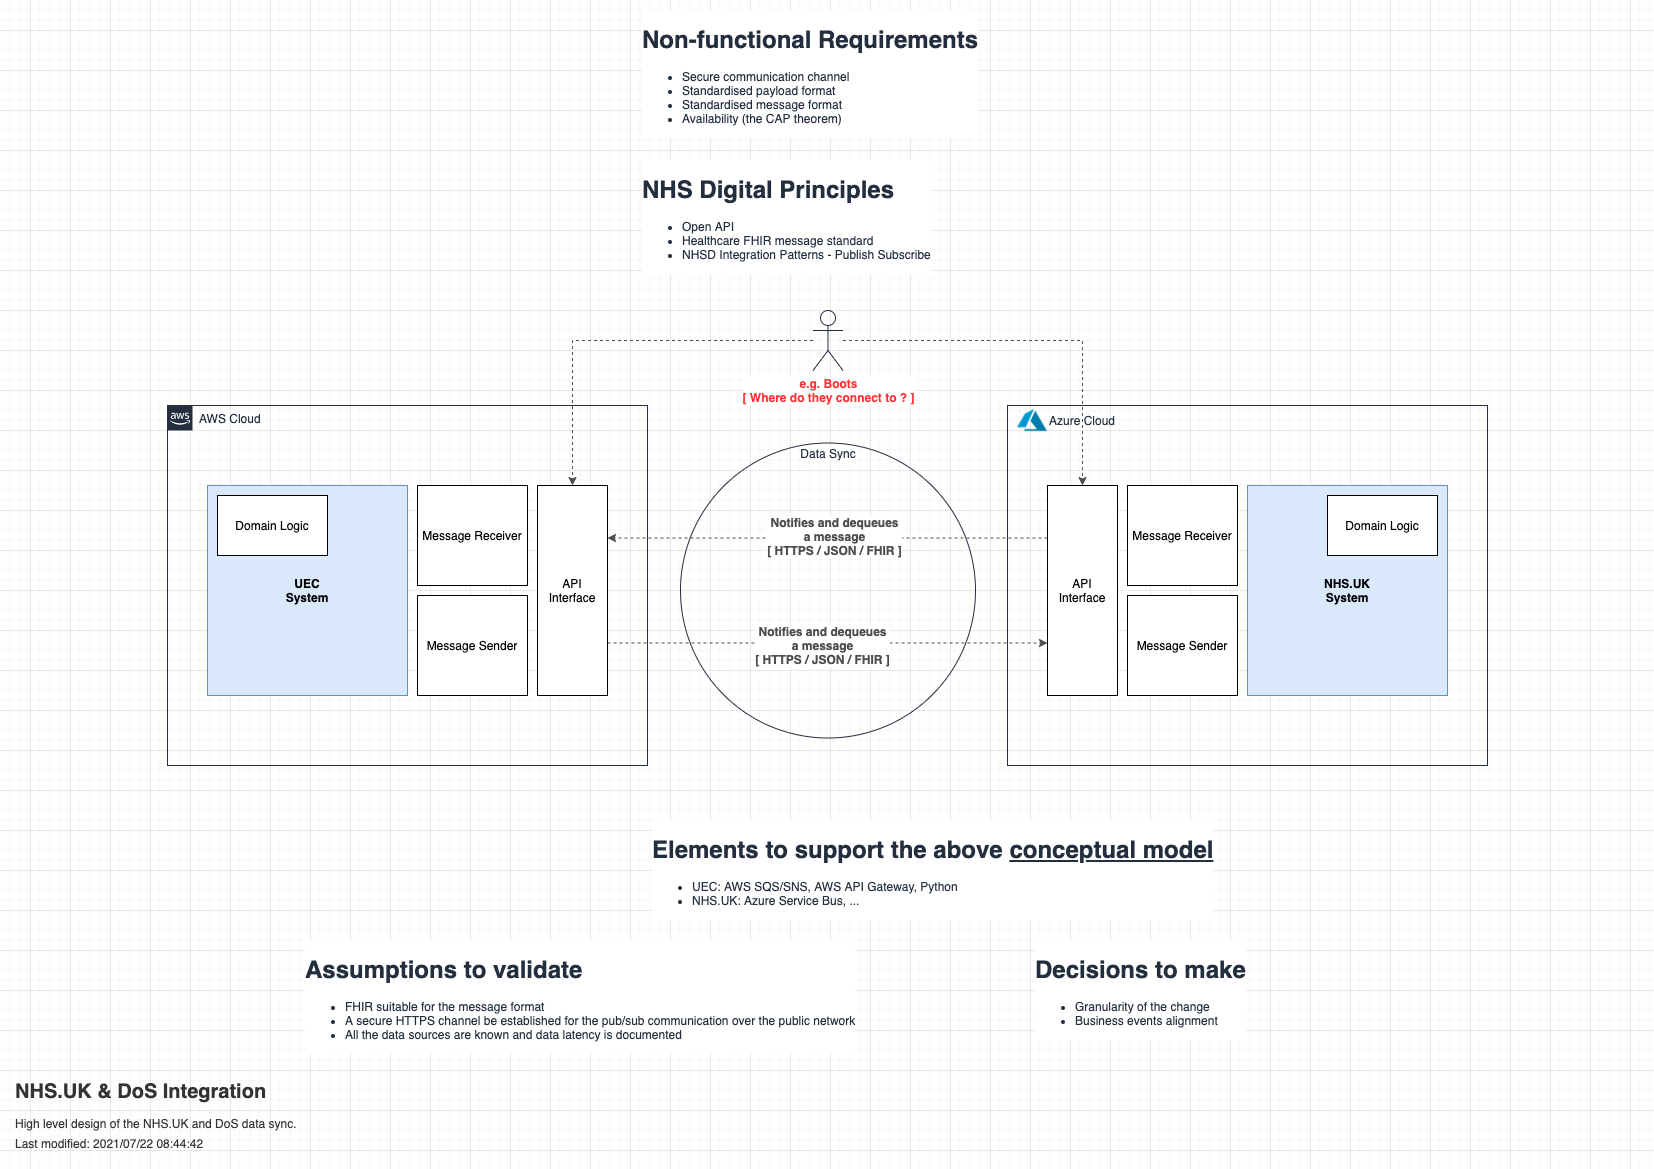 Non-functional Requirements
Secure communication channel
Standardised payload format
Standardised message format
Availability (the CAP theorem)
NHS Digital Principles
Open API
Healthcare FHIR message standard
NHSD Integration Patterns - Publish Subscribe
e.g. Boots
[ Where do they connect to ? ]
aws
AWS Cloud
Domain Logic
UEC
System
Message Receiver
Message Sender
API
Interface
Data Sync
Notifies and dequeues
a message
[ HTTPS / JSON / FHIR ]
Notifies and dequeues
a message
[ HTTPS / JSON / FHIR ]
Azure Cloud
API
Interface
Message Receiver
Message Sender
Domain Logic
NHS.UK
System
Elements to support the above conceptual model
UEC: AWS SQS/SNS, AWS API Gateway, Python
NHS.UK: Azure Service Bus, ...
Assumptions to validate
FHIR suitable for the message format
A secure HTTPS channel be established for the pub/sub communication over the public network
All the data sources are known and data latency is documented
Decisions to make
Granularity of the change
Business events alignment
NHS.UK & DoS Integration
High level design of the NHS.UK and DoS data sync.
Last modified: 2021/07/22 08:44:42